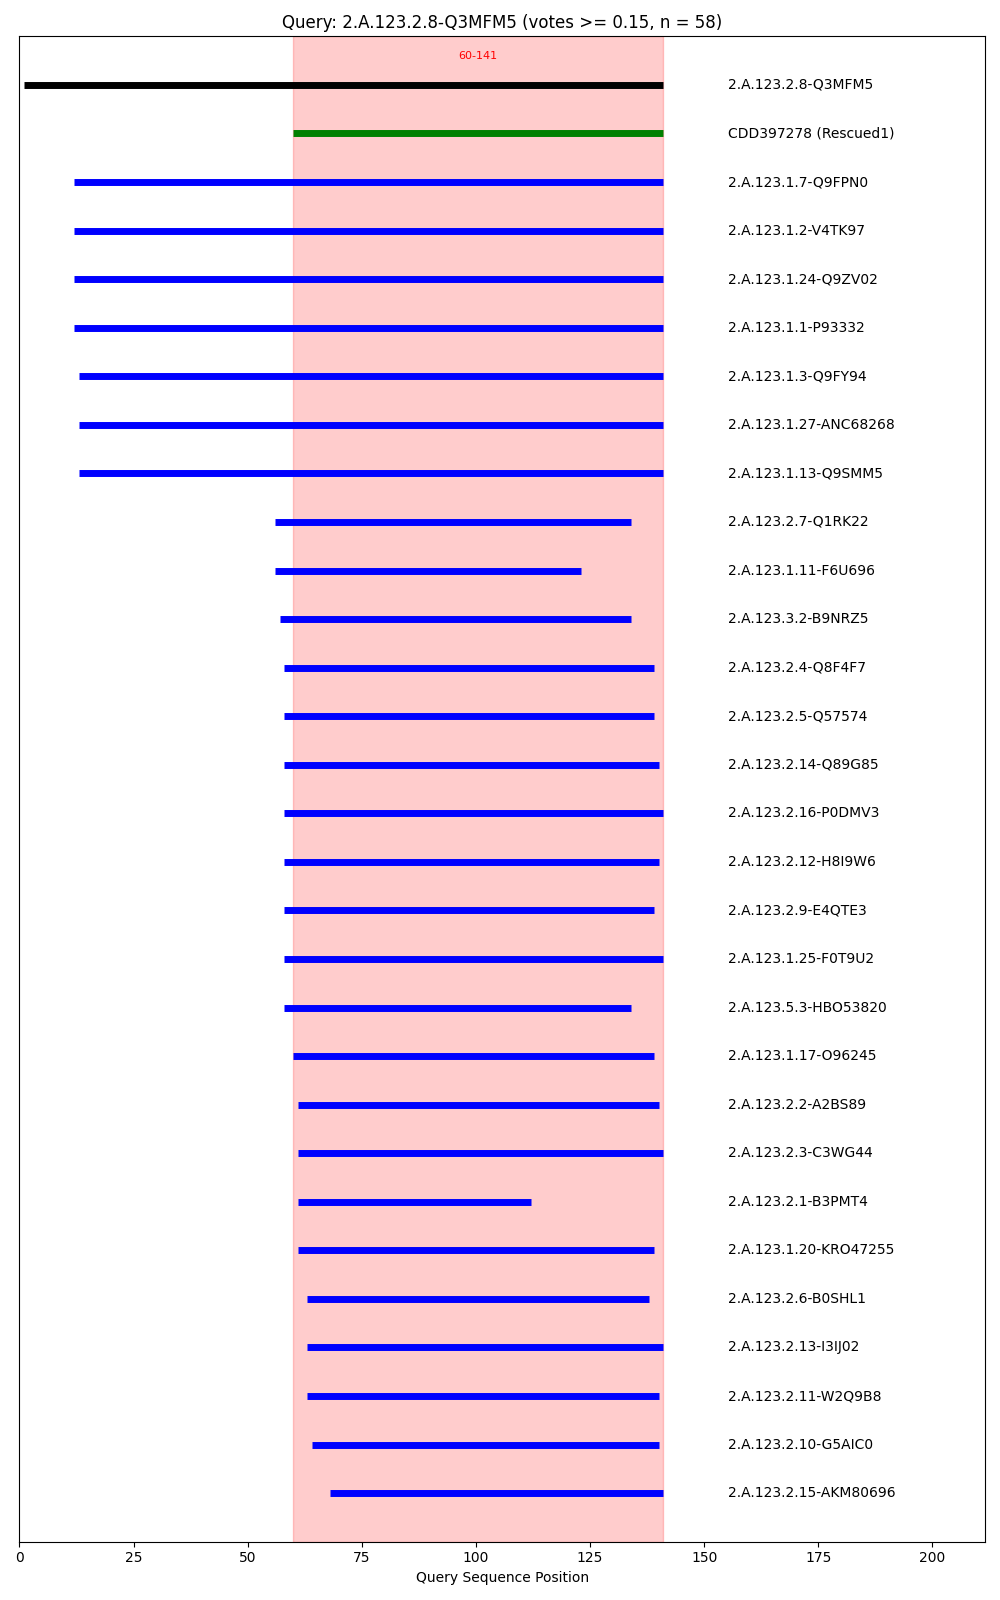 Query: 2.A.123.2.8-Q3MFM5 (votes >= 0.15, n = 58)
60-141
2.A.123.2.8-Q3MFM5
CDD397278 (Rescued1)
2.A.123.1.7-Q9FPN0
2.A.123.1.2-V4TK97
2.A.123.1.24-Q9ZV02
2.A.123.1.1-P93332
2.A.123.1.3-Q9FY94
2.A.123.1.27-ANC68268
2.A.123.1.13-Q9SMM5
2.A.123.2.7-Q1RK22
2.A.123.1.11-F6U696
2.A.123.3.2-B9NRZ5
2.A.123.2.4-Q8F4F7
2.A.123.2.5-Q57574
2.A.123.2.14-Q89G85
2.A.123.2.16-P0DMV3
2.A.123.2.12-H8I9W6
2.A.123.2.9-E4QTE3
2.A.123.1.25-F0T9U2
2.A.123.5.3-HBO53820
2.A.123.1.17-O96245
2.A.123.2.2-A2BS89
2.A.123.2.3-C3WG44
2.A.123.2.1-B3PMT4
2.A.123.1.20-KRO47255
2.A.123.2.6-B0SHL1
2.A.123.2.13-I3IJ02
2.A.123.2.11-W2Q9B8
2.A.123.2.10-G5AIC0
2.A.123.2.15-AKM80696
0 25 50 75 100 125 150 175 200
Query Sequence Position